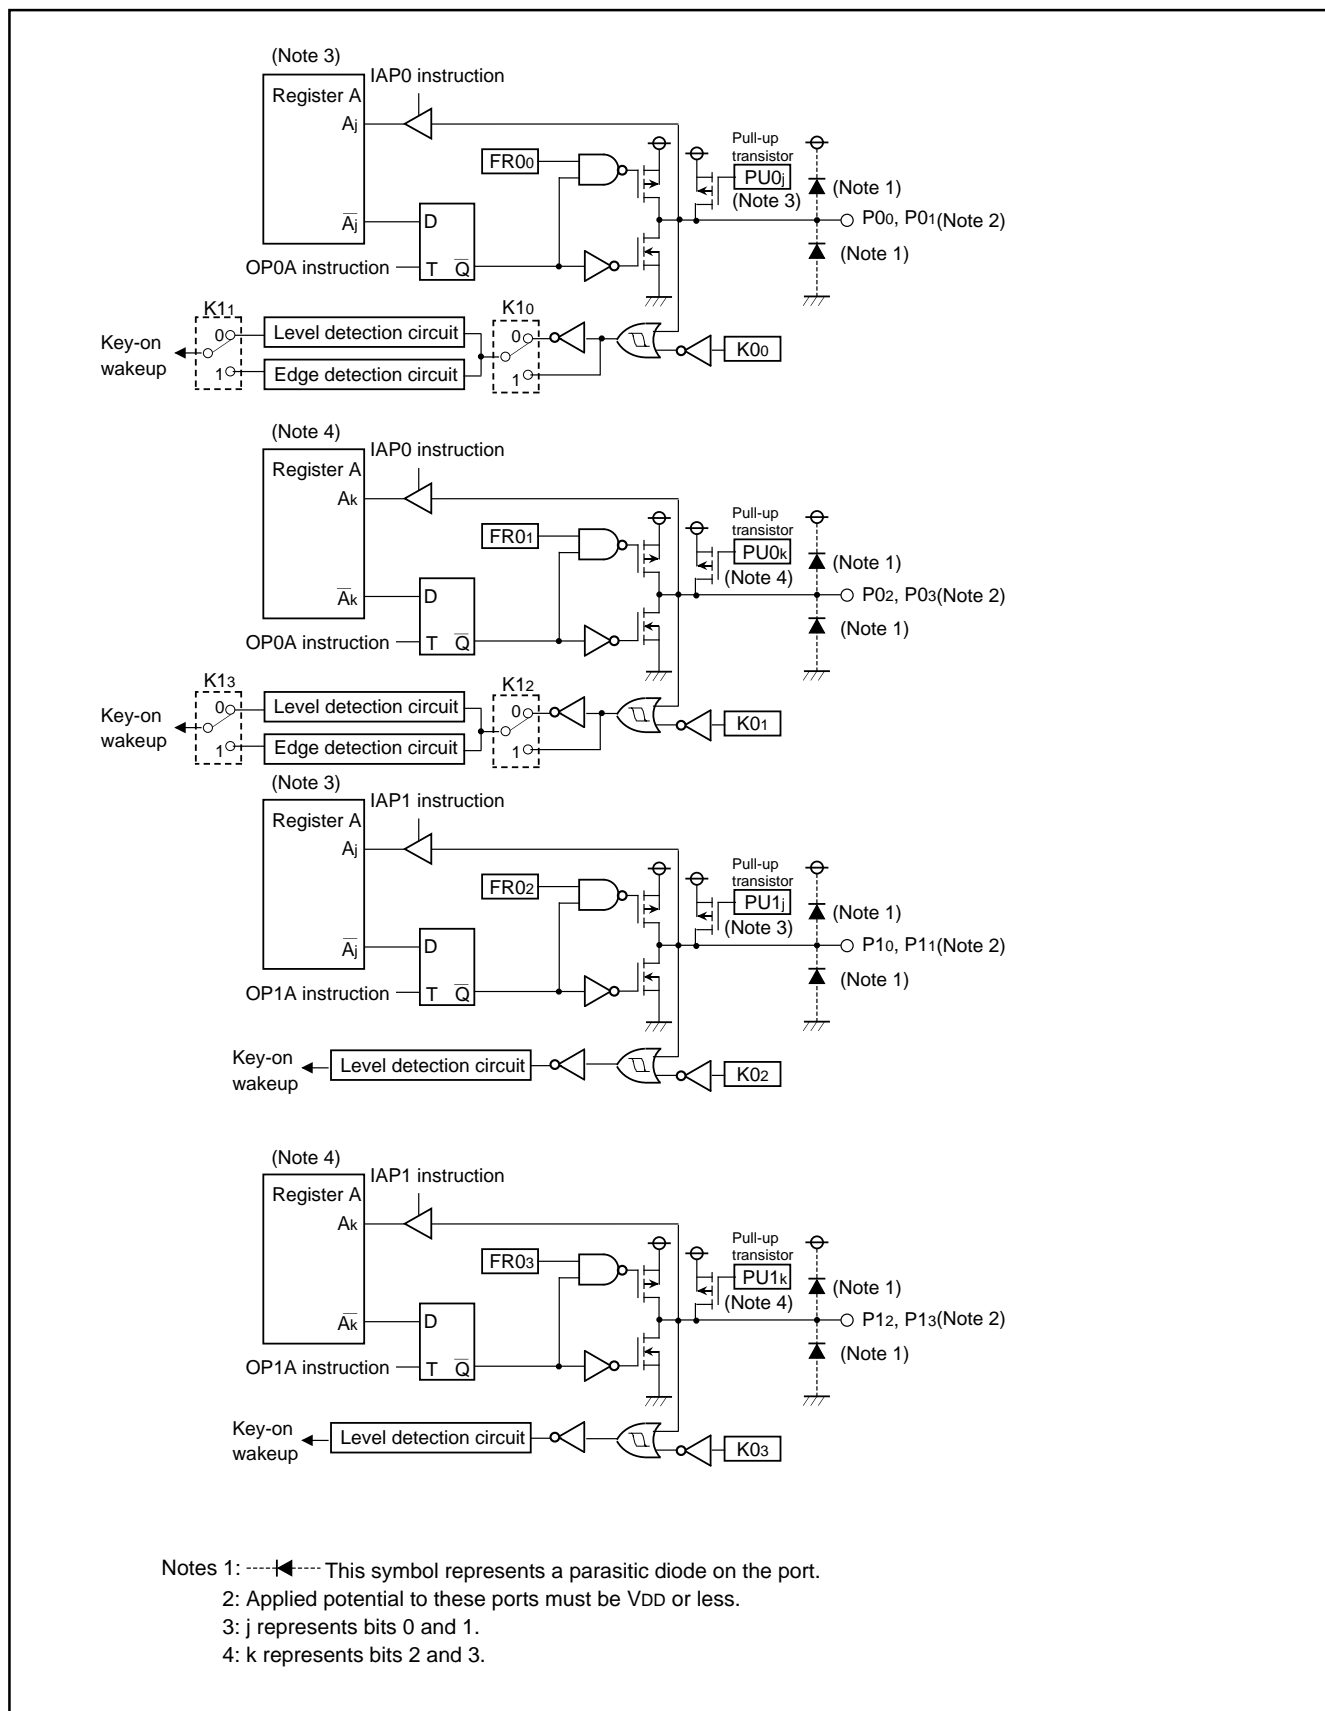 (Note 3)
IAP0 instruction
Register A
Aj
Pull-up
transistor
FR00
PU0j
(Note 3)
(Note 1)
P00, P01(Note 2)
A̅j̅
D
(Note 1)
OP0A instruction
T Q̅
K11
K10
0
Level detection circuit
0
Key-on
wakeup
K00
1
Edge detection circuit
1
(Note 4)
IAP0 instruction
Register A
Ak
Pull-up
transistor
FR01
PU0k
(Note 4)
(Note 1)
P02, P03(Note 2)
A̅k
D
(Note 1)
OP0A instruction
T Q̅
K13
K12
0
Level detection circuit
0
Key-on
wakeup
K01
1
Edge detection circuit
1
(Note 3)
IAP1 instruction
Register A
Aj
Pull-up
transistor
FR02
PU1j
(Note 3)
(Note 1)
P10, P11(Note 2)
A̅j̅
D
(Note 1)
OP1A instruction
T Q̅
Key-on
wakeup
Level detection circuit
K02
(Note 4)
IAP1 instruction
Register A
Ak
Pull-up
transistor
FR03
PU1k
(Note 4)
(Note 1)
P12, P13(Note 2)
A̅k̅
D
(Note 1)
OP1A instruction
T Q̅
Key-on
wakeup
Level detection circuit
K03
Notes 1: This symbol represents a parasitic diode on the port.
2: Applied potential to these ports must be VDD or less.
3: j represents bits 0 and 1.
4: k represents bits 2 and 3.